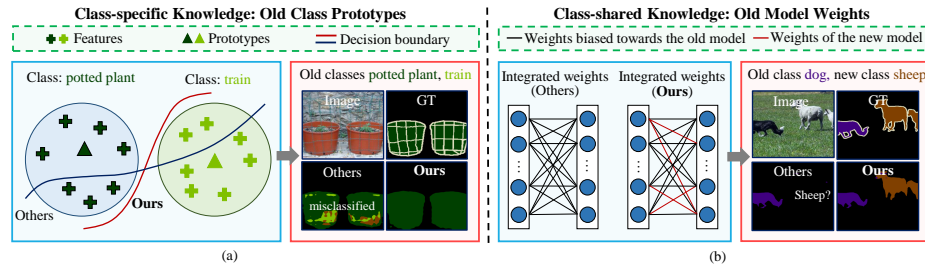 Class-specific Knowledge: Old Class Prototypes
Features
Prototypes
Decision boundary
Class: potted plant
Class: train
Others
Ours
Old classes potted plant, train
Image
GT
Others
Ours
misclassified
(a)
Class-shared Knowledge: Old Model Weights
Weights biased towards the old model
Weights of the new model
Integrated weights
(Others)
Integrated weights
(Ours)
Old class dog, new class sheep
Image
GT
Others
Ours
Sheep?
(b)